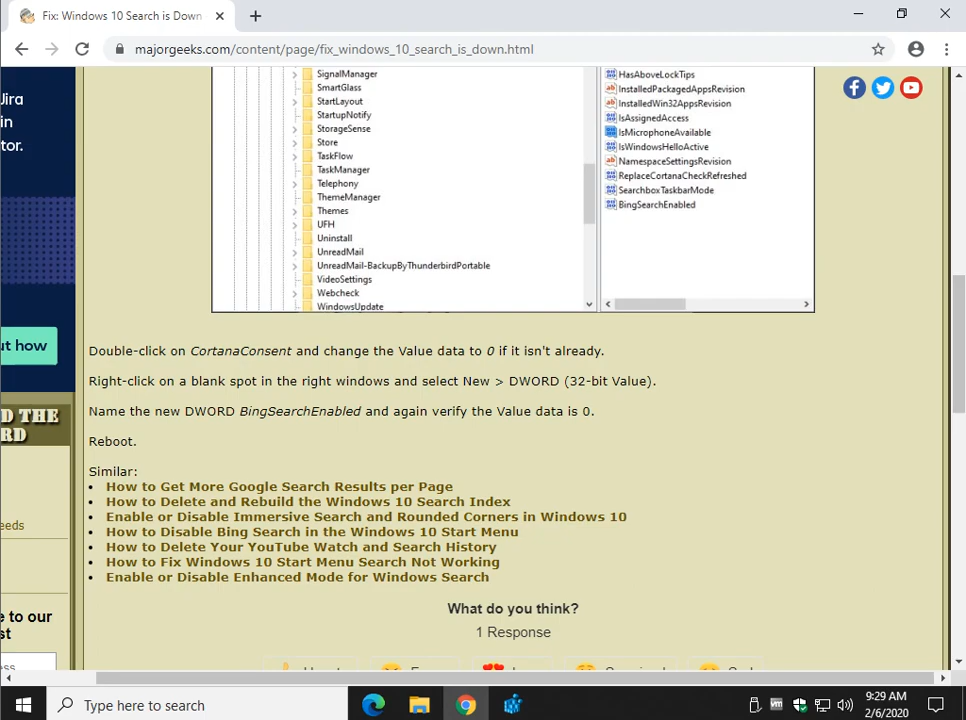 Fix: Windows 10 Search is Down
majorgeeks.com/content/page/fix_windows_10_search_is_down.html
Jira
in
tor.
ut how
D THE
RD
eeds
e to our
st
ess
SignalManager
SmartGlass
StartLayout
StartupNotify
StorageSense
Store
TaskFlow
TaskManager
Telephony
ThemeManager
Themes
UFH
Uninstall
UnreadMail
UnreadMail-BackupByThunderbirdPortable
VideoSettings
Webcheck
WindowsUpdate
HasAboveLockTips
InstalledPackagedAppsRevision
InstalledWin32AppsRevision
IsAssignedAccess
IsMicrophoneAvailable
IsWindowsHelloActive
NamespaceSettingsRevision
ReplaceCortanaCheckRefreshed
SearchboxTaskbarMode
BingSearchEnabled
Double-click on CortanaConsent and change the Value data to 0 if it isn't already.
Right-click on a blank spot in the right windows and select New > DWORD (32-bit Value).
Name the new DWORD BingSearchEnabled and again verify the Value data is 0.
Reboot.
Similar:
• How to Get More Google Search Results per Page
• How to Delete and Rebuild the Windows 10 Search Index
• Enable or Disable Immersive Search and Rounded Corners in Windows 10
• How to Disable Bing Search in the Windows 10 Start Menu
• How to Delete Your YouTube Watch and Search History
• How to Fix Windows 10 Start Menu Search Not Working
• Enable or Disable Enhanced Mode for Windows Search
What do you think?
1 Response
Type here to search
9:29 AM
2/6/2020